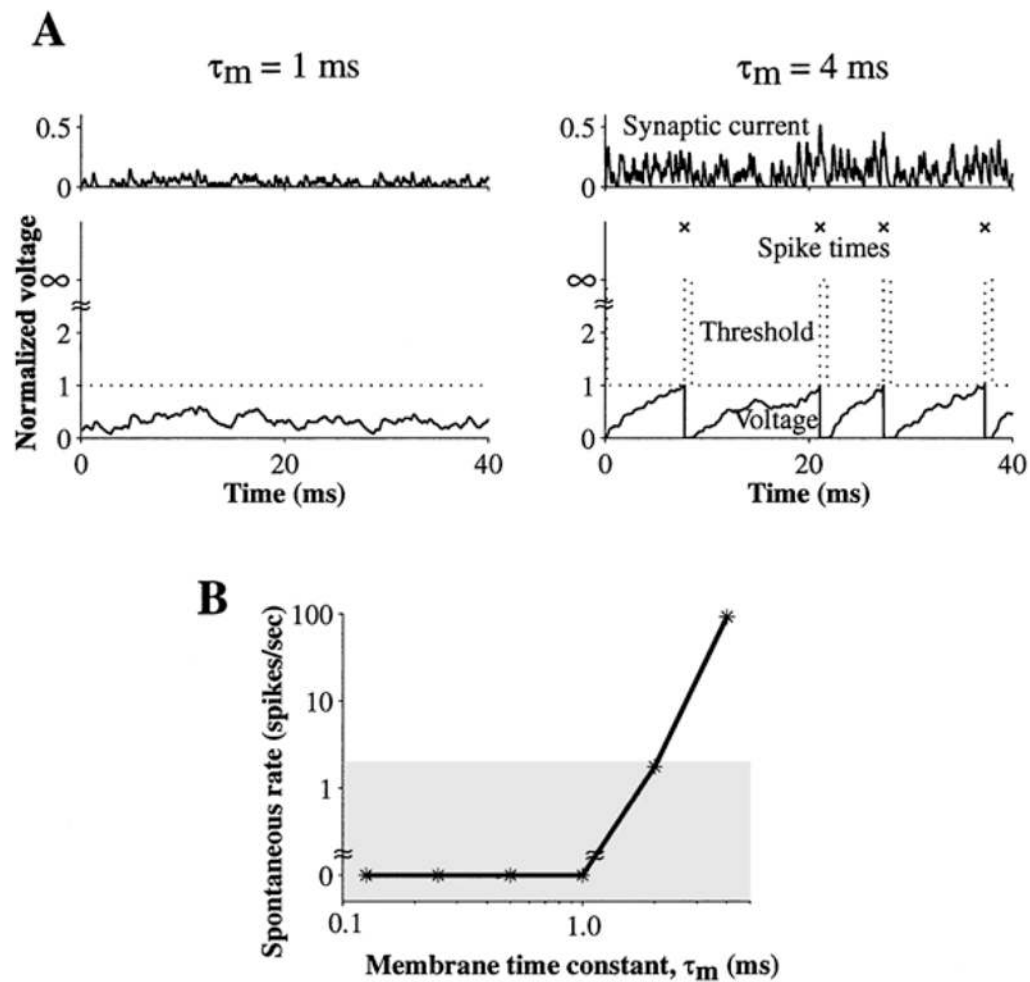 A
τm = 1 ms
τm = 4 ms
0.5
0
Synaptic current
0.5
0
Normalized voltage
∞
2
1
0
0 20 40
Time (ms)
× × × ×
Spike times
∞
Threshold
2
1
Voltage
0
0 20 40
Time (ms)
B
Spontaneous rate (spikes/sec)
100
10
1
0
0.1 1.0
Membrane time constant, τm (ms)